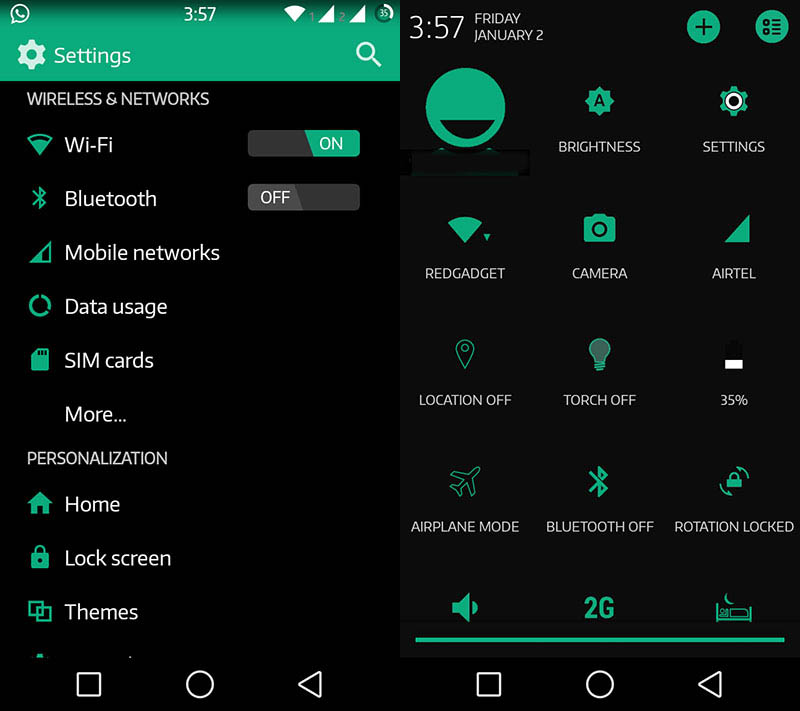 3:57 1 2 35
Settings
WIRELESS & NETWORKS
Wi-Fi ON
Bluetooth OFF
Mobile networks
Data usage
SIM cards
More...
PERSONALIZATION
Home
Lock screen
Themes
3:57 FRIDAY
JANUARY 2
A
BRIGHTNESS SETTINGS
REDGADGET CAMERA AIRTEL
LOCATION OFF TORCH OFF 35%
AIRPLANE MODE BLUETOOTH OFF ROTATION LOCKED
2G